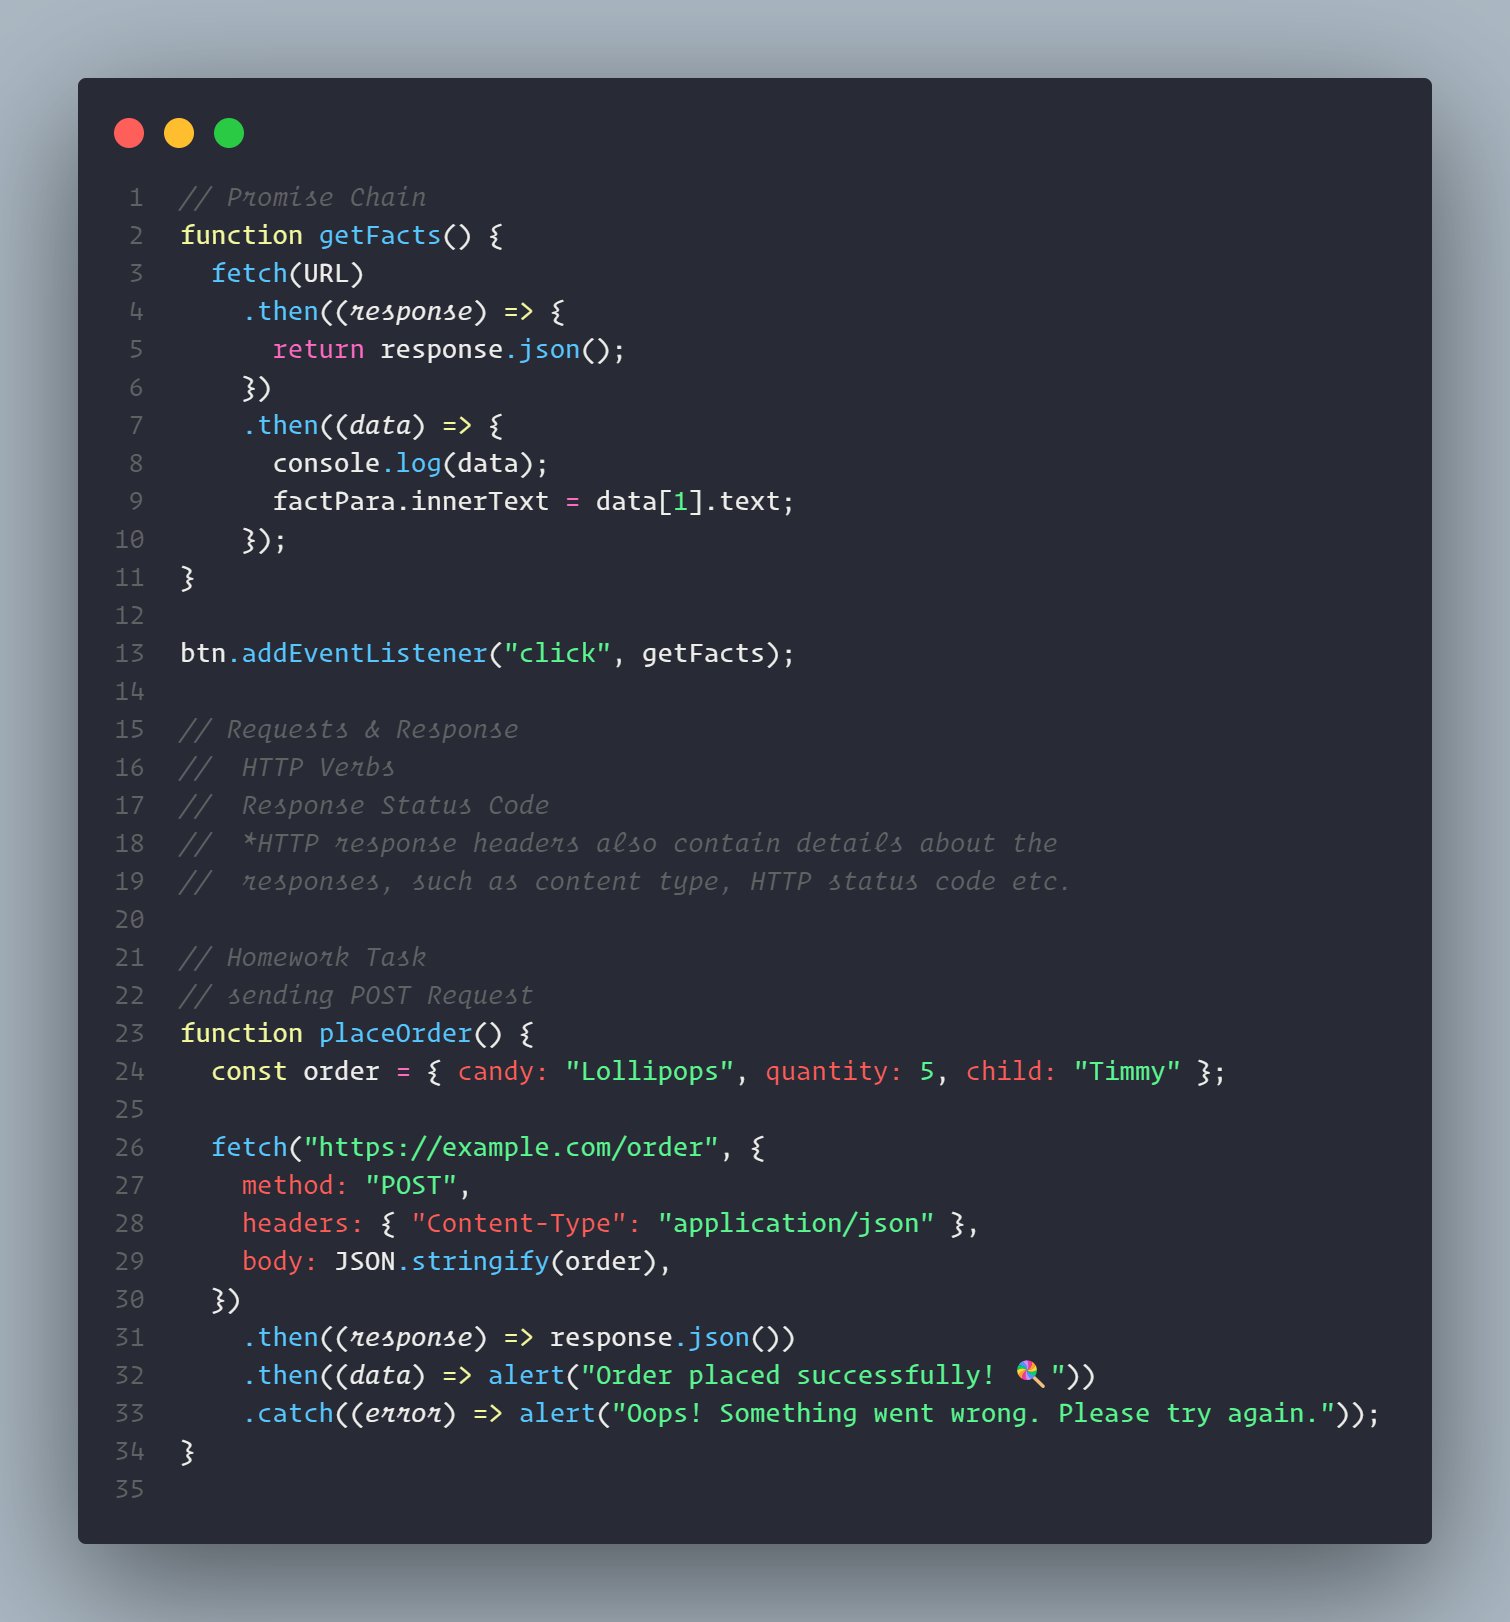 1 // Promise Chain
2 function getFacts() {
3   fetch(URL)
4     .then((response) => {
5       return response.json();
6     })
7     .then((data) => {
8       console.log(data);
9       factPara.innerText = data[1].text;
10     });
11 }
12
13 btn.addEventListener("click", getFacts);
14
15 // Requests & Response
16 //  HTTP Verbs
17 //  Response Status Code
18 //  *HTTP response headers also contain details about the
19 //  responses, such as content type, HTTP status code etc.
20
21 // Homework Task
22 // sending POST Request
23 function placeOrder() {
24   const order = { candy: "Lollipops", quantity: 5, child: "Timmy" };
25
26   fetch("https://example.com/order", {
27     method: "POST",
28     headers: { "Content-Type": "application/json" },
29     body: JSON.stringify(order),
30   })
31     .then((response) => response.json())
32     .then((data) => alert("Order placed successfully! 🍭"))
33     .catch((error) => alert("Oops! Something went wrong. Please try again."));
34 }
35